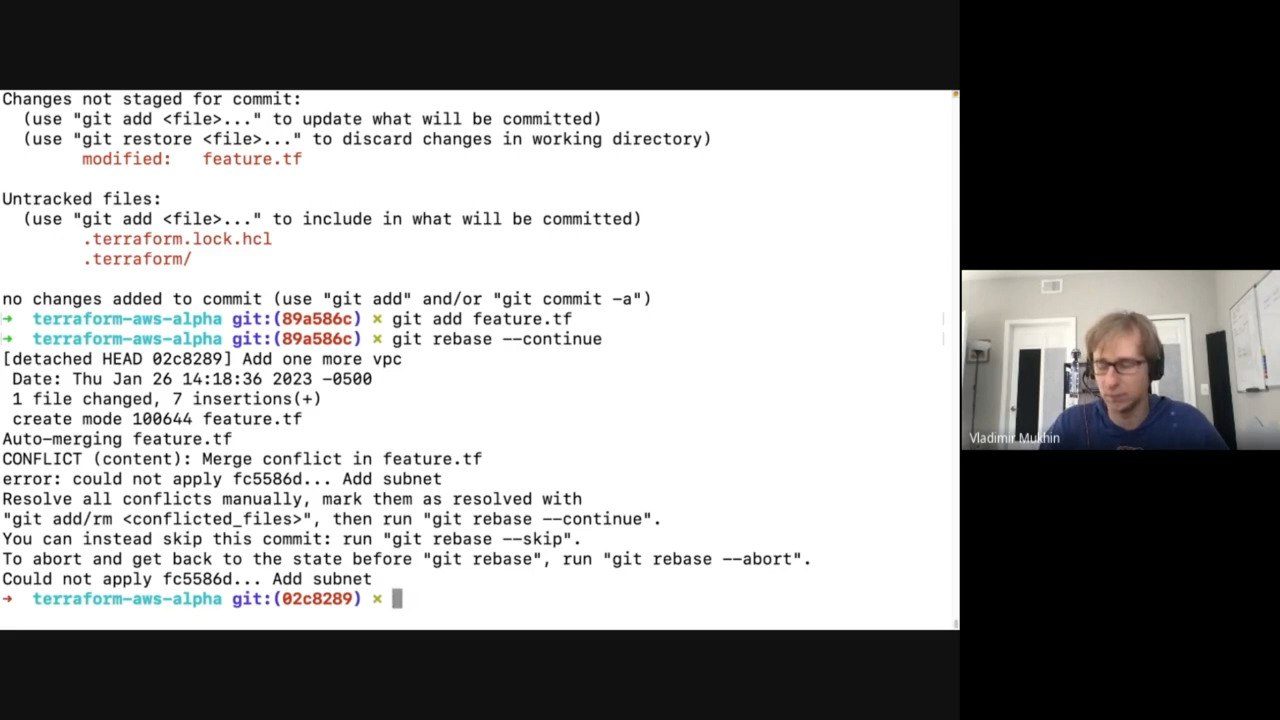 Changes not staged for commit:
  (use "git add <file>..." to update what will be committed)
  (use "git restore <file>..." to discard changes in working directory)
        modified:   feature.tf

Untracked files:
  (use "git add <file>..." to include in what will be committed)
        .terraform.lock.hcl
        .terraform/

no changes added to commit (use "git add" and/or "git commit -a")
→  terraform-aws-alpha git:(89a586c) × git add feature.tf
→  terraform-aws-alpha git:(89a586c) × git rebase --continue
[detached HEAD 02c8289] Add one more vpc
 Date: Thu Jan 26 14:18:36 2023 -0500
 1 file changed, 7 insertions(+)
 create mode 100644 feature.tf
Auto-merging feature.tf
CONFLICT (content): Merge conflict in feature.tf
error: could not apply fc5586d... Add subnet
Resolve all conflicts manually, mark them as resolved with
"git add/rm <conflicted_files>", then run "git rebase --continue".
You can instead skip this commit: run "git rebase --skip".
To abort and get back to the state before "git rebase", run "git rebase --abort".
Could not apply fc5586d... Add subnet
→  terraform-aws-alpha git:(02c8289) ×
Vladimir Mukhin